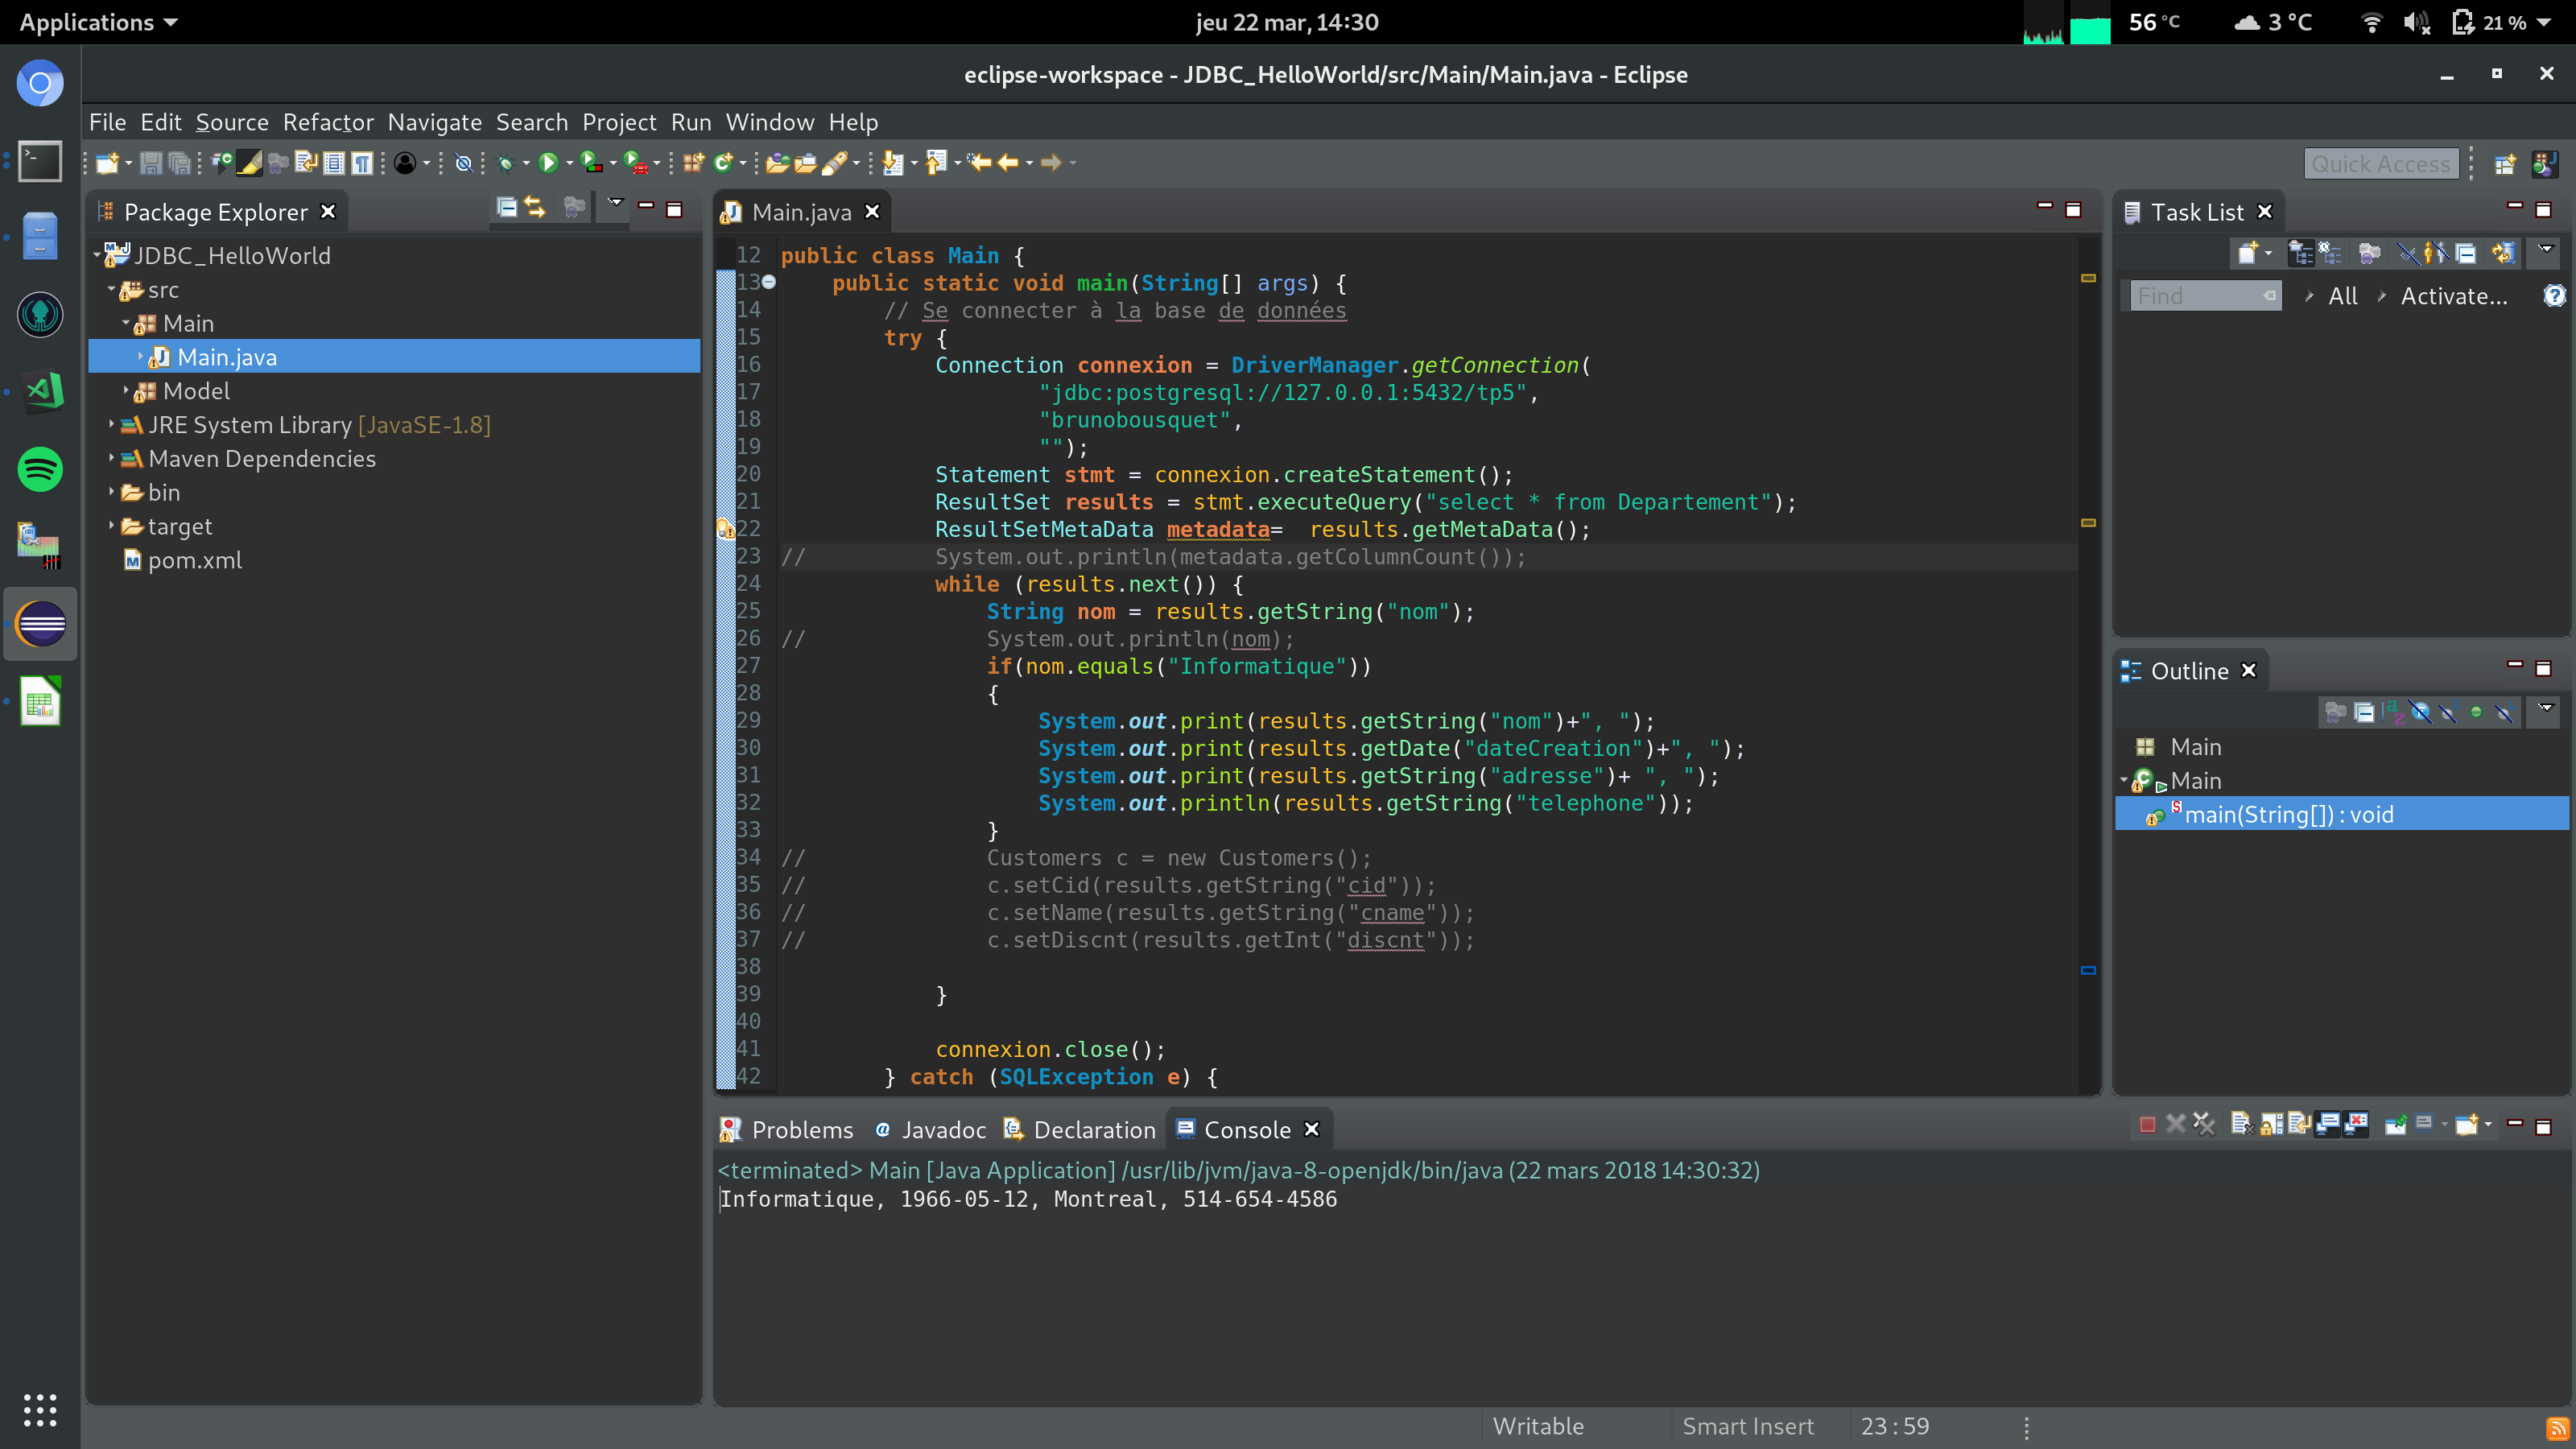 Applications
jeu 22 mar, 14:30
56 °C
3 °C
21 %
eclipse-workspace - JDBC_HelloWorld/src/Main/Main.java - Eclipse
File Edit Source Refactor Navigate Search Project Run Window Help
Quick Access
Package Explorer
JDBC_HelloWorld
src
Main
Main.java
Model
JRE System Library [JavaSE-1.8]
Maven Dependencies
bin
target
pom.xml
Main.java
12 public class Main {
13     public static void main(String[] args) {
14         // Se connecter à la base de données
15         try {
16             Connection connexion = DriverManager.getConnection(
17                     "jdbc:postgresql://127.0.0.1:5432/tp5",
18                     "brunobousquet",
19                     "");
20             Statement stmt = connexion.createStatement();
21             ResultSet results = stmt.executeQuery("select * from Departement");
22             ResultSetMetaData metadata=  results.getMetaData();
23 //          System.out.println(metadata.getColumnCount());
24             while (results.next()) {
25                 String nom = results.getString("nom");
26 //              System.out.println(nom);
27                 if(nom.equals("Informatique"))
28                 {
29                     System.out.print(results.getString("nom")+", ");
30                     System.out.print(results.getDate("dateCreation")+", ");
31                     System.out.print(results.getString("adresse")+ ", ");
32                     System.out.println(results.getString("telephone"));
33                 }
34 //              Customers c = new Customers();
35 //              c.setCid(results.getString("cid"));
36 //              c.setName(results.getString("cname"));
37 //              c.setDiscnt(results.getInt("discnt"));
38
39             }
40
41             connexion.close();
42         } catch (SQLException e) {
Task List
Find
All
Activate...
Outline
Main
Main
main(String[]) : void
Problems
Javadoc
Declaration
Console
<terminated> Main [Java Application] /usr/lib/jvm/java-8-openjdk/bin/java (22 mars 2018 14:30:32)
Informatique, 1966-05-12, Montreal, 514-654-4586
Writable
Smart Insert
23 : 59